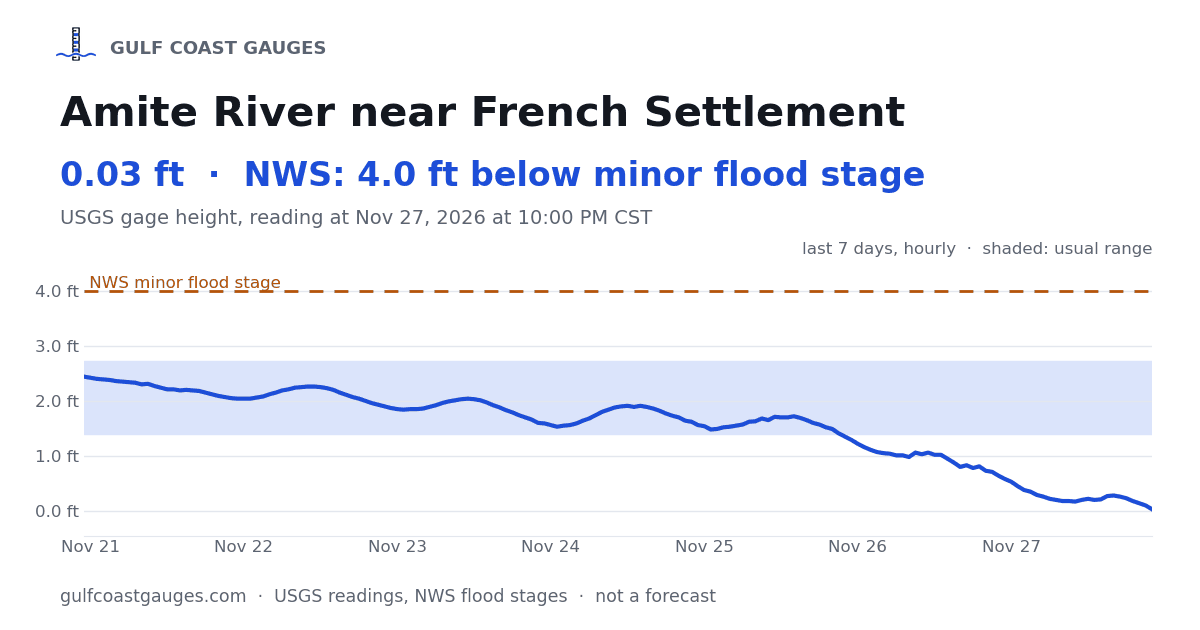 GULF COAST GAUGES
Amite River near French Settlement
0.03 ft · NWS: 4.0 ft below minor flood stage
USGS gage height, reading at Nov 27, 2026 at 10:00 PM CST
last 7 days, hourly · shaded: usual range
NWS minor flood stage
4.0 ft
3.0 ft
2.0 ft
1.0 ft
0.0 ft
Nov 21 Nov 22 Nov 23 Nov 24 Nov 25 Nov 26 Nov 27
gulfcoastgauges.com · USGS readings, NWS flood stages · not a forecast